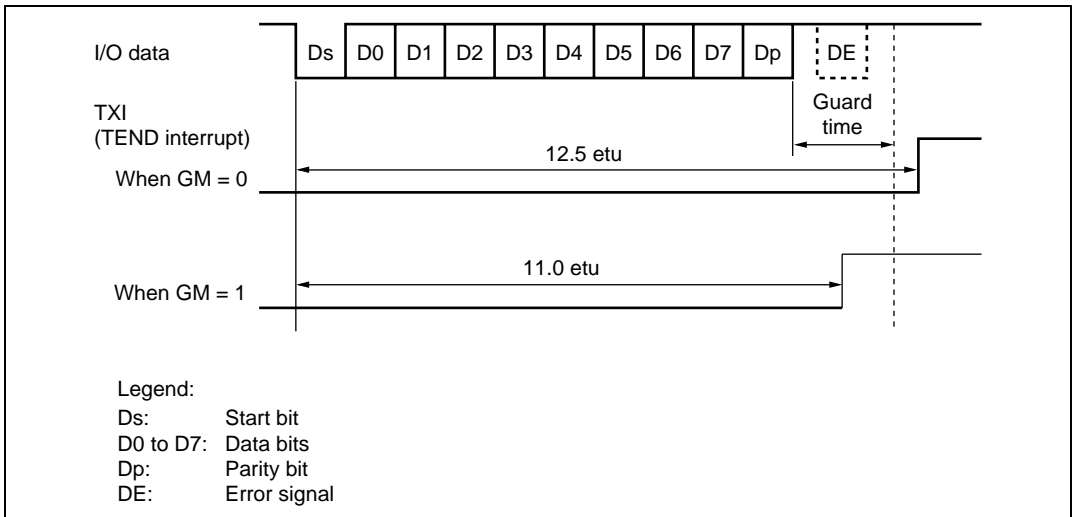 I/O data
Ds D0 D1 D2 D3 D4 D5 D6 D7 Dp DE
TXI
(TEND interrupt)
Guard
time
12.5 etu
When GM = 0
11.0 etu
When GM = 1
Legend:
Ds: Start bit
D0 to D7: Data bits
Dp: Parity bit
DE: Error signal